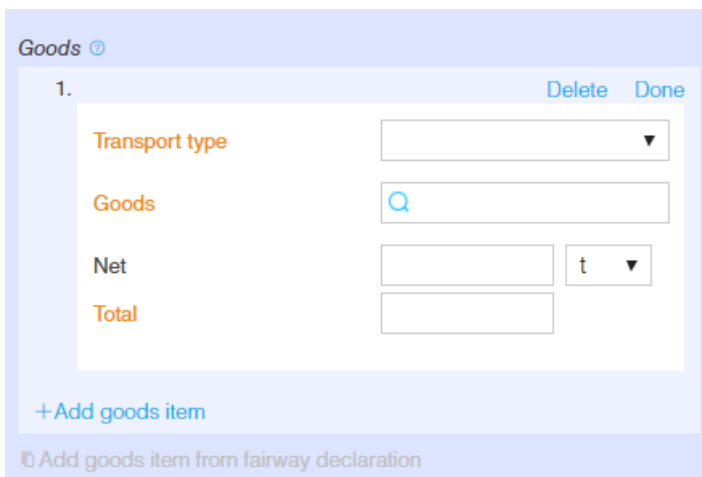 Goods ?
1. Delete Done
Transport type
Goods
Net t
Total
+Add goods item
Add goods item from fairway declaration